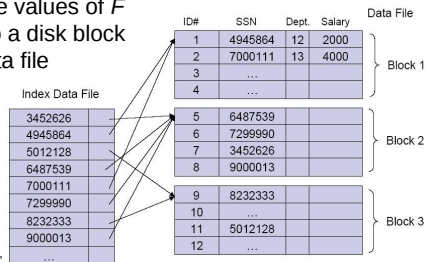 e values of F
o a disk block
ta file
Index Data File
3452626
4945864
5012128
6487539
7000111
7299990
8232333
9000013
…
Data File
ID# SSN Dept. Salary
1 4945864 12 2000
2 7000111 13 4000
3 …
4 …
Block 1
5 6487539
6 7299990
7 3452626
8 9000013
Block 2
9 8232333
10 …
11 5012128
12 …
Block 3